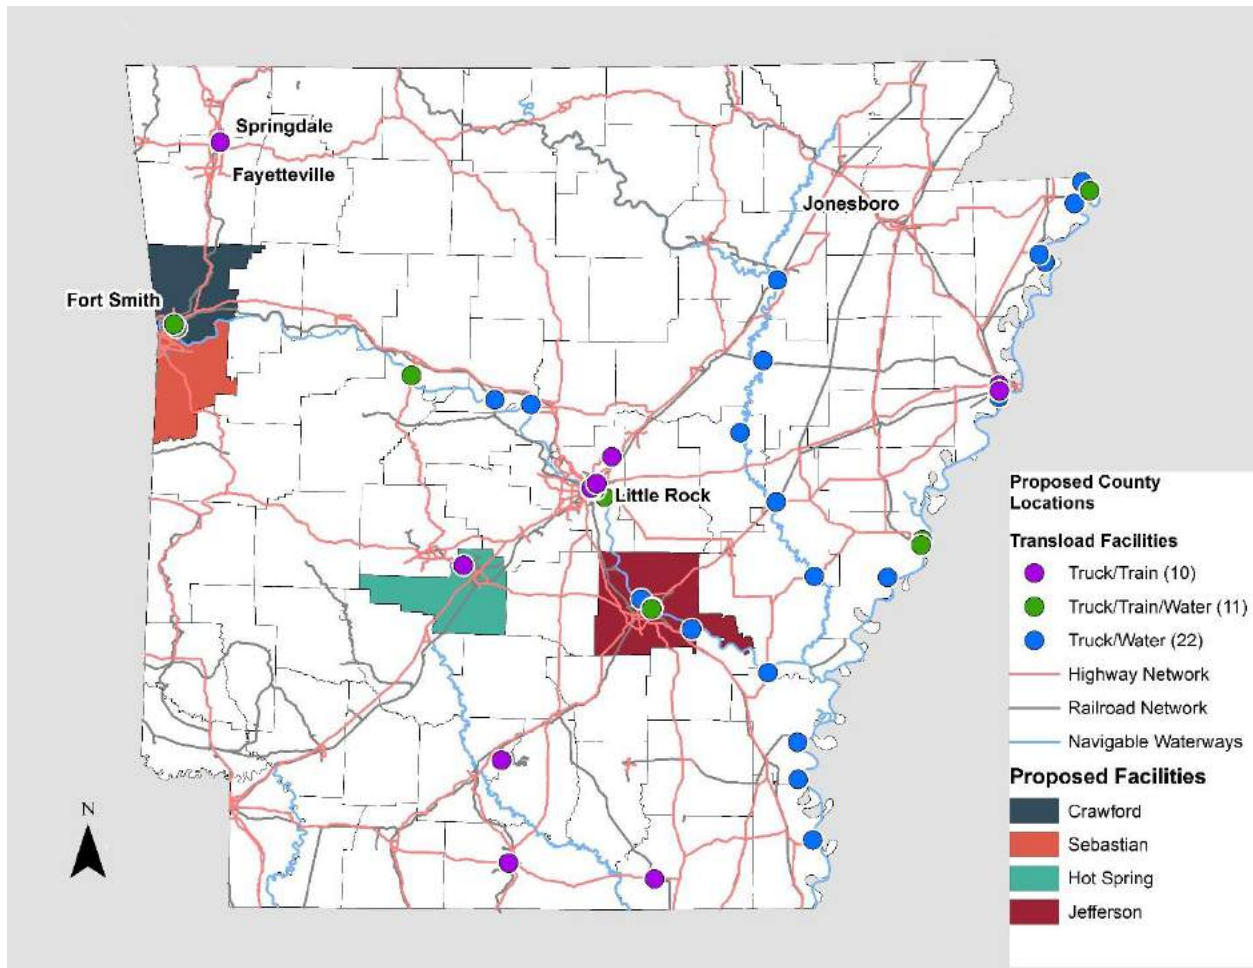 Springdale
Fayetteville
Jonesboro
Fort Smith
Little Rock
N
Proposed County
Locations
Transload Facilities
Truck/Train (10)
Truck/Train/Water (11)
Truck/Water (22)
Highway Network
Railroad Network
Navigable Waterways
Proposed Facilities
Crawford
Sebastian
Hot Spring
Jefferson